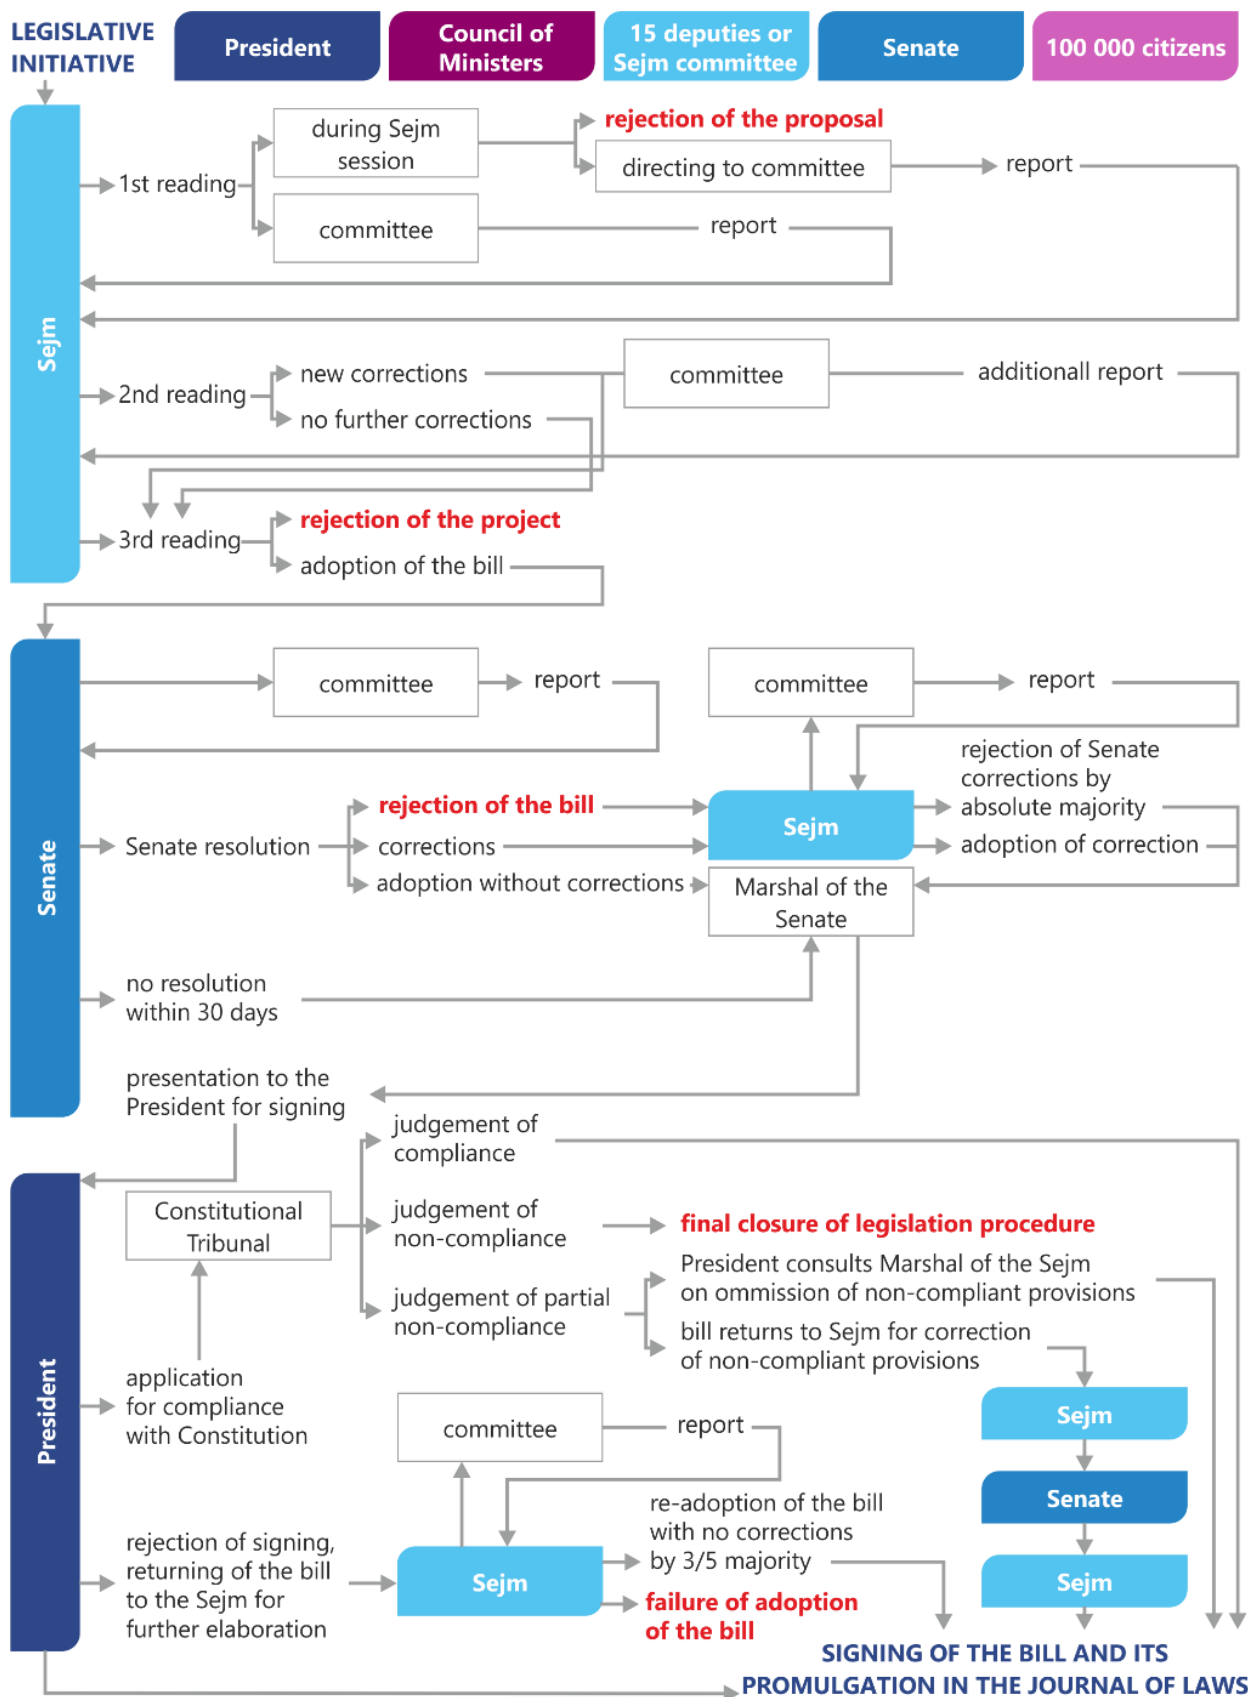 LEGISLATIVE
INITIATIVE
President
Council of
Ministers
15 deputies or
Sejm committee
Senate
100 000 citizens
Sejm
1st reading
during Sejm
session
rejection of the proposal
directing to committee
report
committee
report
2nd reading
new corrections
committee
additionall report
no further corrections
3rd reading
rejection of the project
adoption of the bill
Senate
committee
report
committee
report
Senate resolution
rejection of the bill
corrections
adoption without corrections
Sejm
rejection of Senate
corrections by
absolute majority
adoption of correction
Marshal of the
Senate
no resolution
within 30 days
presentation to the
President for signing
President
Constitutional
Tribunal
judgement of
compliance
judgement of
non-compliance
final closure of legislation procedure
judgement of partial
non-compliance
President consults Marshal of the Sejm
on ommission of non-compliant provisions
bill returns to Sejm for correction
of non-compliant provisions
application
for compliance
with Constitution
Sejm
Senate
Sejm
committee
report
rejection of signing,
returning of the bill
to the Sejm for
further elaboration
Sejm
re-adoption of the bill
with no corrections
by 3/5 majority
failure of adoption
of the bill
SIGNING OF THE BILL AND ITS
PROMULGATION IN THE JOURNAL OF LAWS